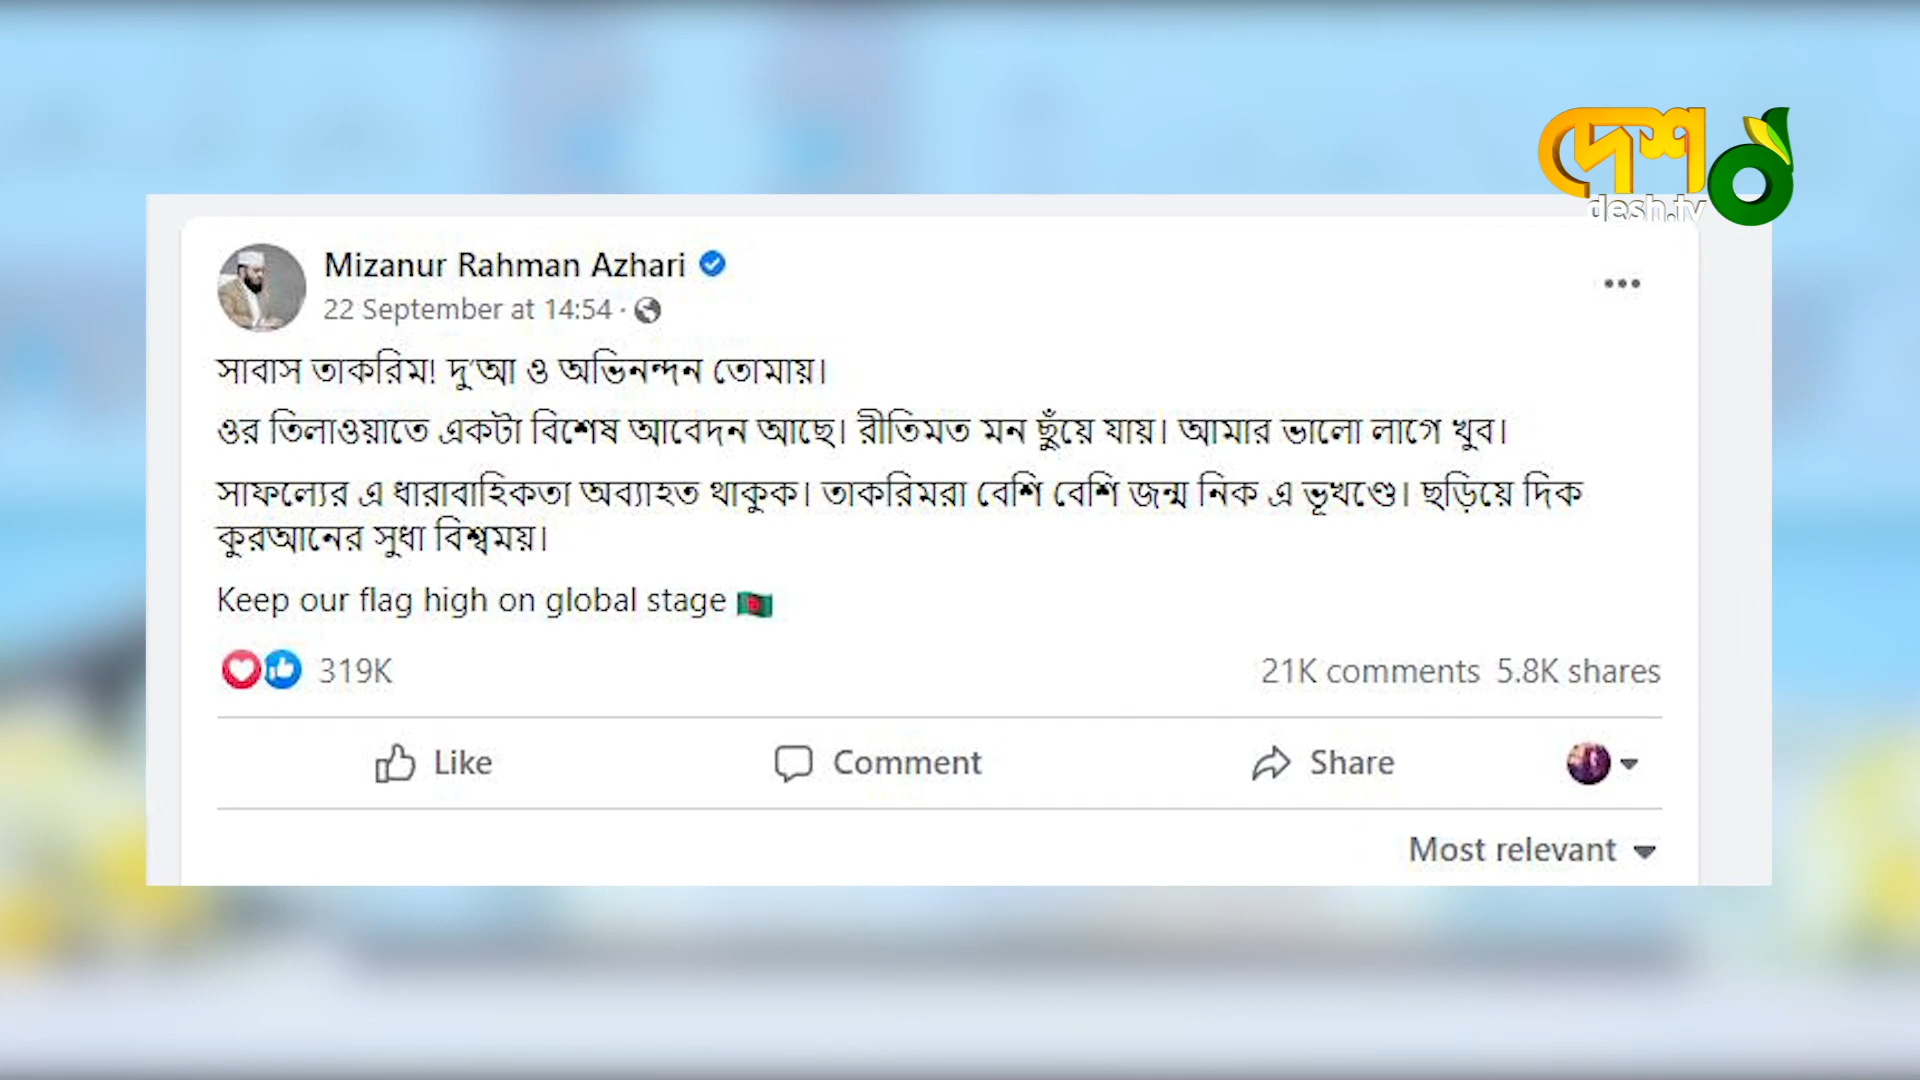 দেশ
desh.tv
Mizanur Rahman Azhari
22 September at 14:54 ·
সাবাস তাকরিম! দু'আ ও অভিনন্দন তোমায়।
ওর তিলাওয়াতে একটা বিশেষ আবেদন আছে। রীতিমত মন ছুঁয়ে যায়। আমার ভালো লাগে খুব।
সাফল্যের এ ধারাবাহিকতা অব্যাহত থাকুক। তাকরিমরা বেশি বেশি জন্ম নিক এ ভূখণ্ডে। ছড়িয়ে দিক
কুরআনের সুধা বিশ্বময়।
Keep our flag high on global stage 🇧🇩
319K 21K comments 5.8K shares
Like Comment Share
Most relevant